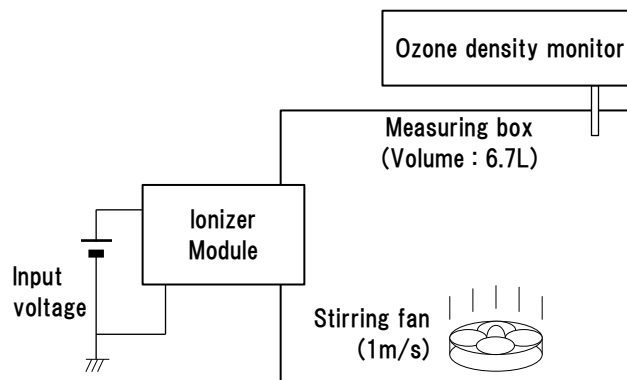 Ozone density monitor
Measuring box
(Volume : 6.7L)
Ionizer
Module
Input
voltage
Stirring fan
(1m/s)